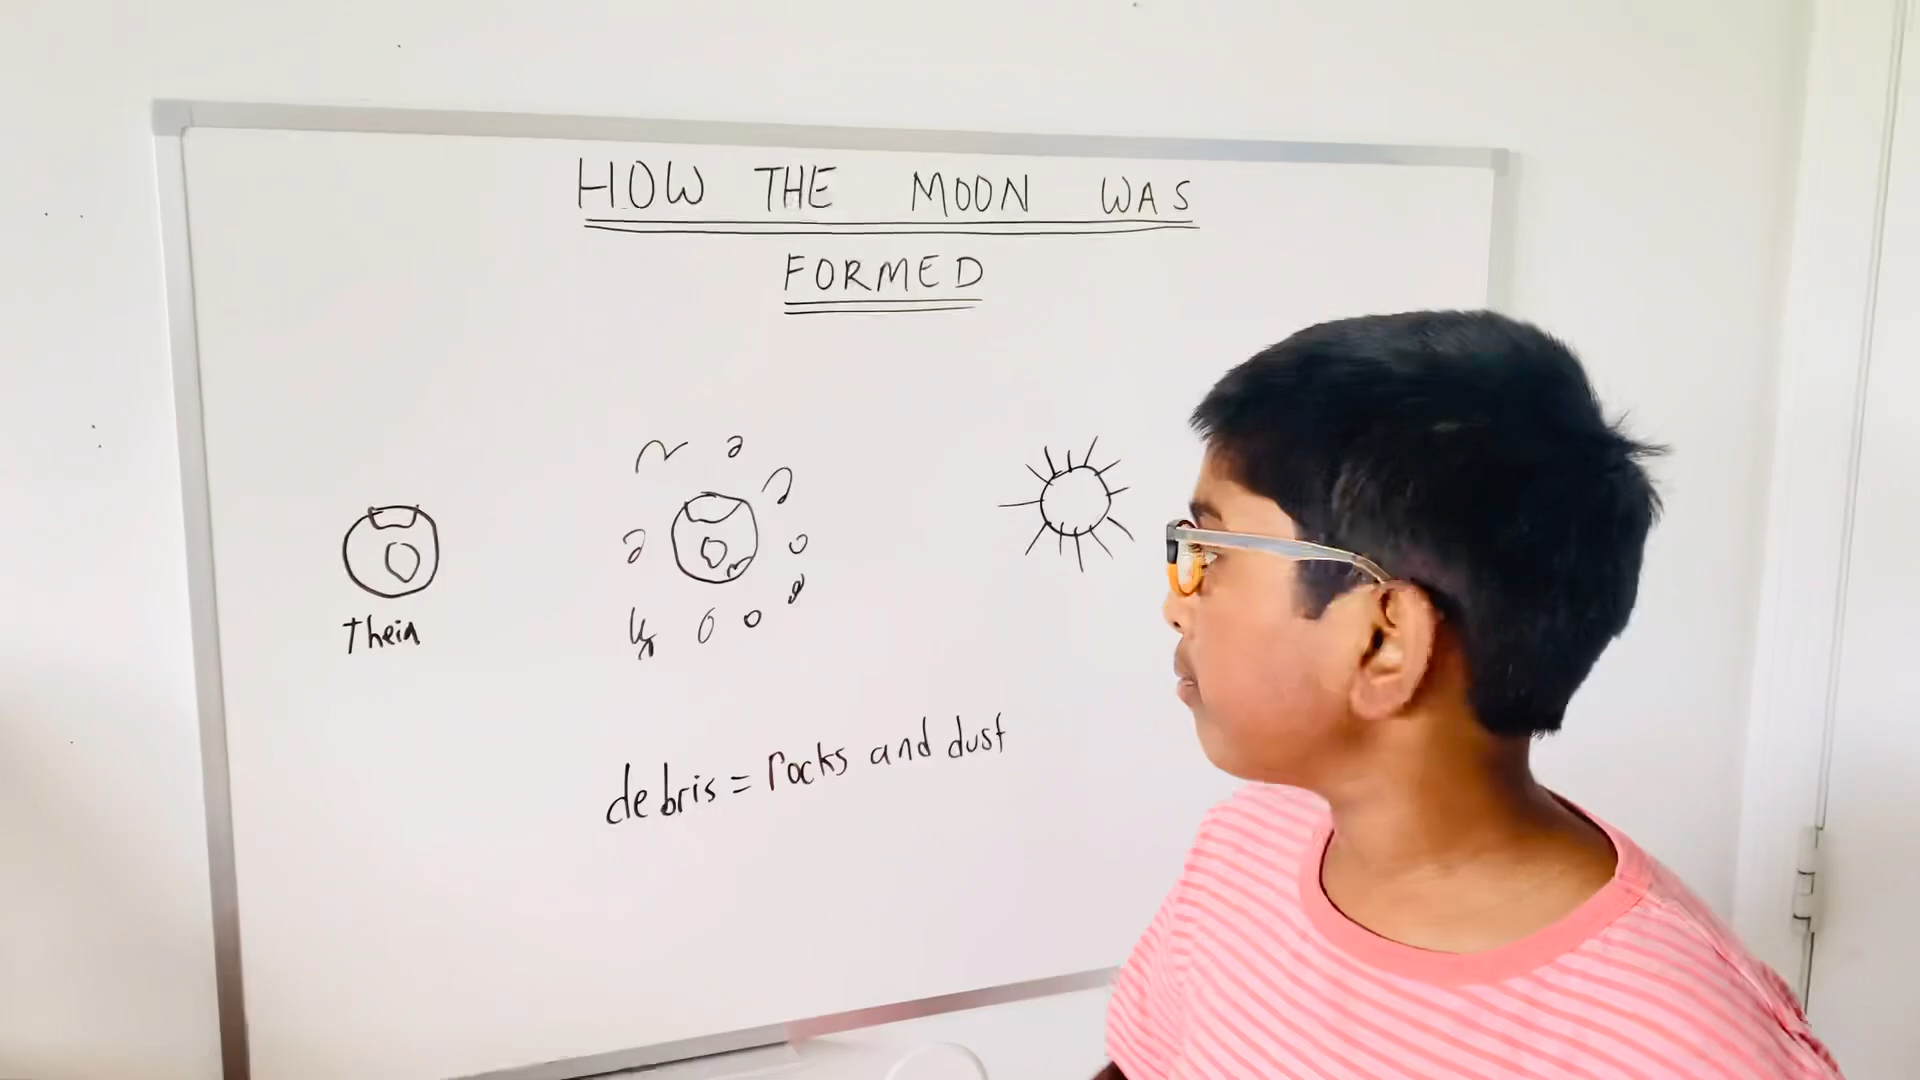 HOW THE MOON WAS
FORMED
Theia
debris = rocks and dust